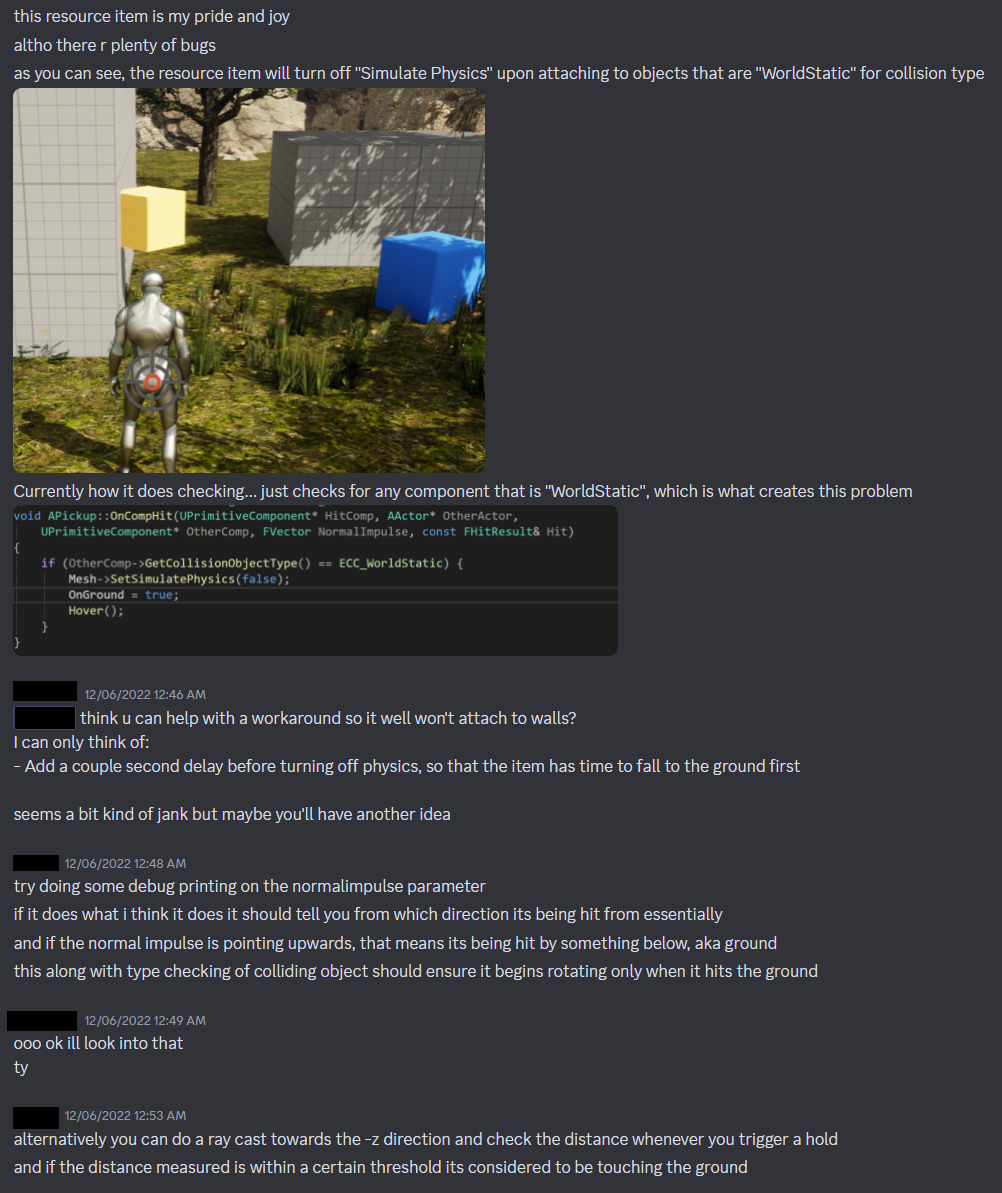 this resource item is my pride and joy
altho there r plenty of bugs
as you can see, the resource item will turn off "Simulate Physics" upon attaching to objects that are "WorldStatic" for collision type
Currently how it does checking... just checks for any component that is "WorldStatic", which is what creates this problem
void APickup::OnCompHit(UPrimitiveComponent* HitComp, AActor* OtherActor,
UPrimitiveComponent* OtherComp, FVector NormalImpulse, const FHitResult& Hit)
{
if (OtherComp->GetCollisionObjectType() == ECC_WorldStatic) {
Mesh->SetSimulatePhysics(false);
OnGround = true;
Hover();
}
}
12/06/2022 12:46 AM
think u can help with a workaround so it well won't attach to walls?
I can only think of:
- Add a couple second delay before turning off physics, so that the item has time to fall to the ground first
seems a bit kind of jank but maybe you'll have another idea
12/06/2022 12:48 AM
try doing some debug printing on the normalimpulse parameter
if it does what i think it does it should tell you from which direction its being hit from essentially
and if the normal impulse is pointing upwards, that means its being hit by something below, aka ground
this along with type checking of colliding object should ensure it begins rotating only when it hits the ground
12/06/2022 12:49 AM
ooo ok ill look into that
ty
12/06/2022 12:53 AM
alternatively you can do a ray cast towards the -z direction and check the distance whenever you trigger a hold
and if the distance measured is within a certain threshold its considered to be touching the ground